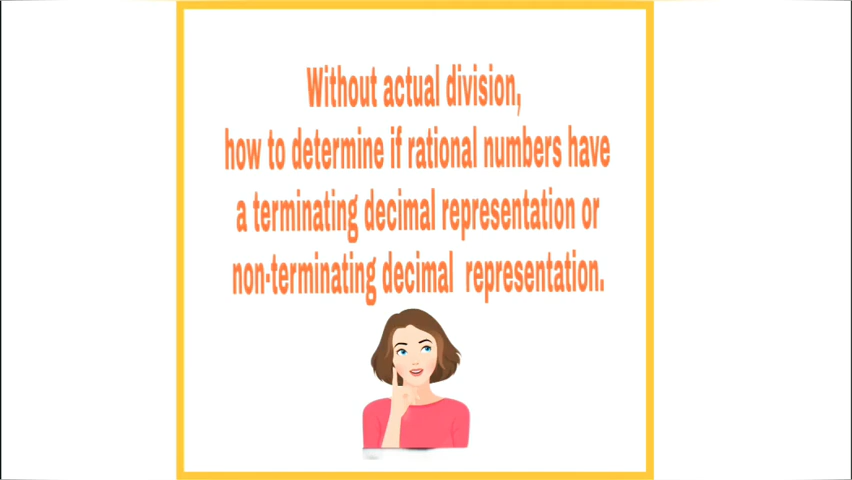 Without actual division,
how to determine if rational numbers have
a terminating decimal representation or
non-terminating decimal representation.